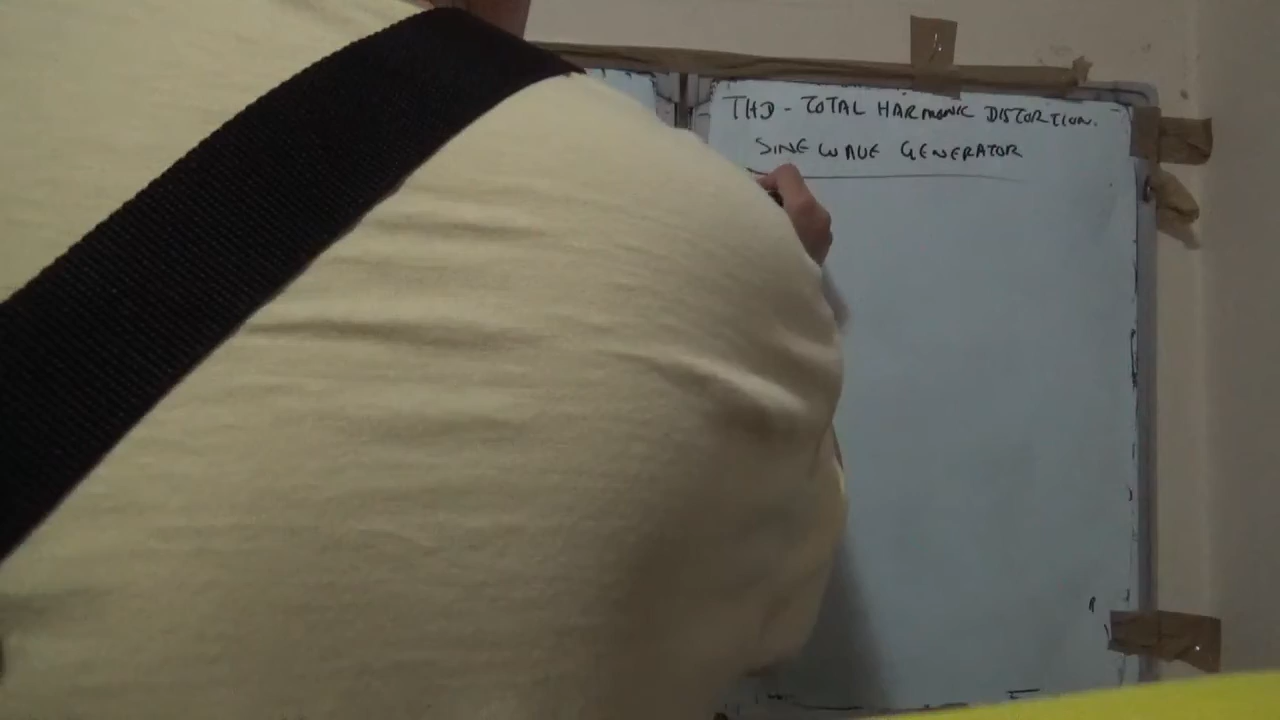 THD - TOTAL HARMONIC DISTORTION.
SINE WAVE GENERATOR